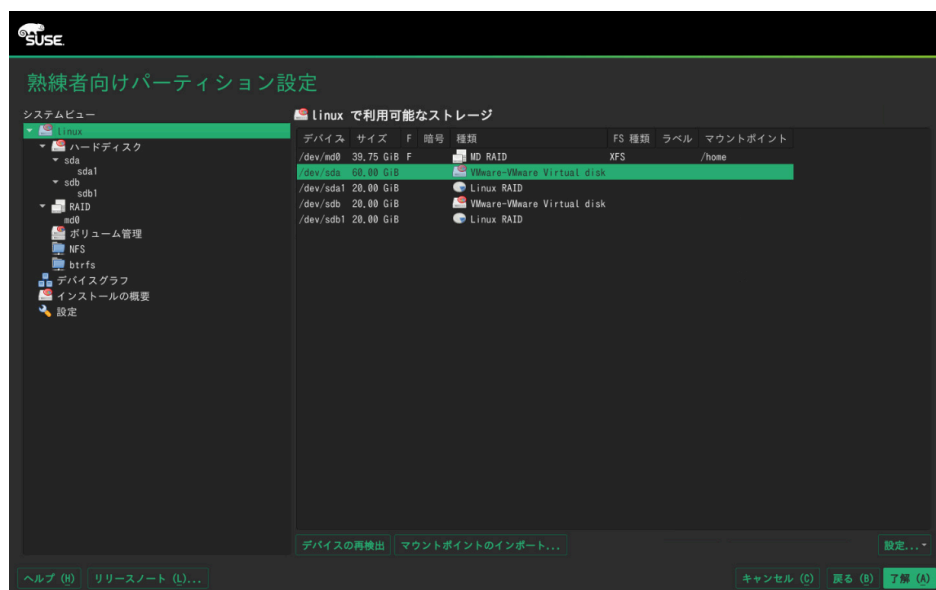 SUSE.
熟練者向けパーティション設定
システムビュー
linux
ハードディスク
sda
sda1
sdb
sdb1
RAID
md0
ボリューム管理
NFS
btrfs
デバイスグラフ
インストールの概要
設定
linux で利用可能なストレージ
デバイス サイズ F 暗号 種類 FS 種類 ラベル マウントポイント
/dev/md0 39.75 GiB F MD RAID XFS /home
/dev/sda 60.00 GiB VMware-VMware Virtual disk
/dev/sda1 20.00 GiB Linux RAID
/dev/sdb 20.00 GiB VMware-VMware Virtual disk
/dev/sdb1 20.00 GiB Linux RAID
デバイスの再検出 マウントポイントのインポート... 設定...
ヘルプ (H) リリースノート (L)... キャンセル (C) 戻る (B) 了解 (A)